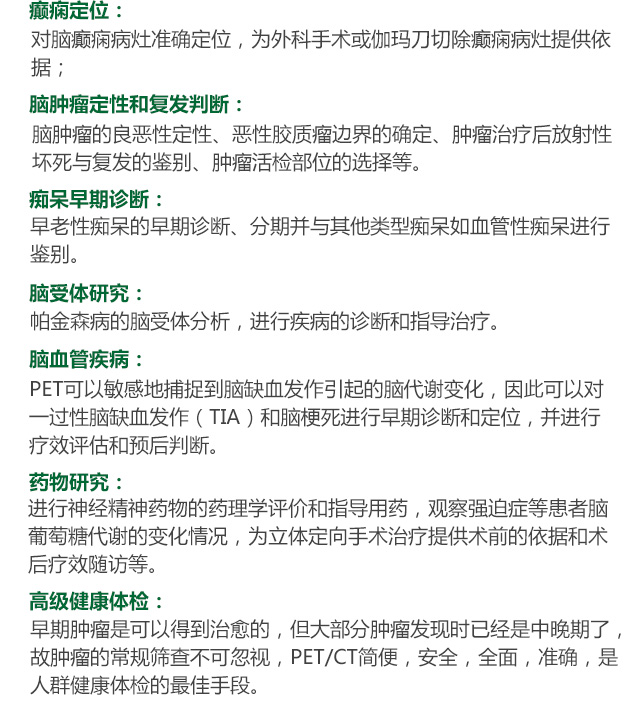 癫痫定位：
对脑癫痫病灶准确定位，为外科手术或伽玛刀切除癫痫病灶提供依
据；
脑肿瘤定性和复发判断：
脑肿瘤的良恶性定性、恶性胶质瘤边界的确定、肿瘤治疗后放射性
坏死与复发的鉴别、肿瘤活检部位的选择等。
痴呆早期诊断：
早老性痴呆的早期诊断、分期并与其他类型痴呆如血管性痴呆进行
鉴别。
脑受体研究：
帕金森病的脑受体分析，进行疾病的诊断和指导治疗。
脑血管疾病：
PET可以敏感地捕捉到脑缺血发作引起的脑代谢变化，因此可以对
一过性脑缺血发作（TIA）和脑梗死进行早期诊断和定位，并进行
疗效评估和预后判断。
药物研究：
进行神经精神药物的药理学评价和指导用药，观察强迫症等患者脑
葡萄糖代谢的变化情况，为立体定向手术治疗提供术前的依据和术
后疗效随访等。
高级健康体检：
早期肿瘤是可以得到治愈的，但大部分肿瘤发现时已经是中晚期了，
故肿瘤的常规筛查不可忽视，PET/CT简便，安全，全面，准确，是
人群健康体检的最佳手段。